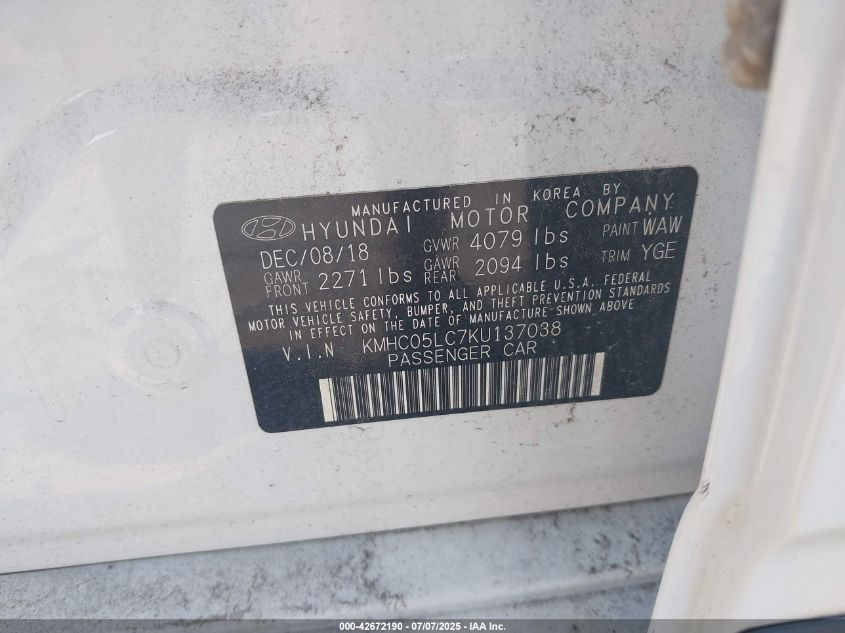 MANUFACTURED IN KOREA BY
HYUNDAI MOTOR COMPANY
DEC/08/18 GVWR 4079 lbs PAINT WAW
GAWR FRONT 2271 lbs GAWR REAR 2094 lbs TRIM YGE
THIS VEHICLE CONFORMS TO ALL APPLICABLE U.S.A. FEDERAL
MOTOR VEHICLE SAFETY, BUMPER, AND THEFT PREVENTION STANDARDS
IN EFFECT ON THE DATE OF MANUFACTURE SHOWN ABOVE.
V.I.N KMHC05LC7KU137038
PASSENGER CAR
000-42672190 - 07/07/2025 - IAA Inc.